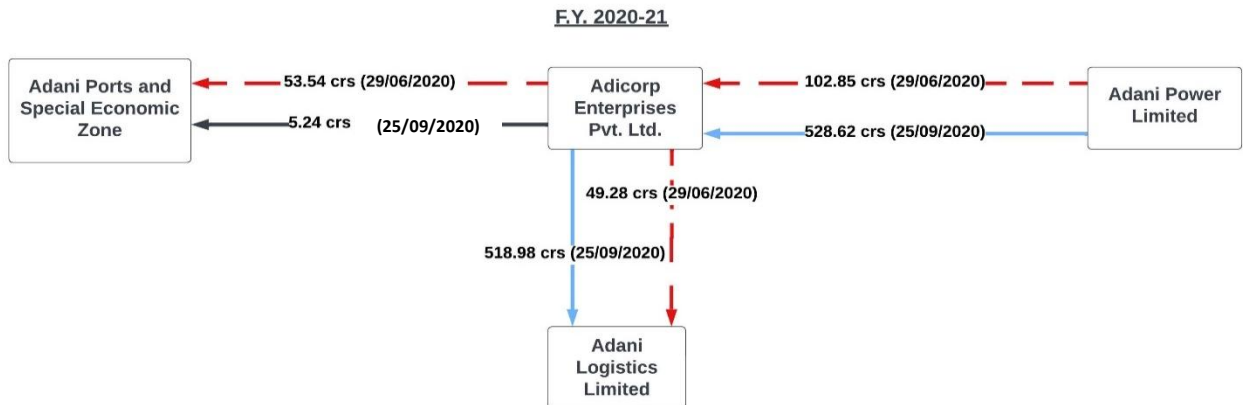 F.Y. 2020-21
Adani Ports and
Special Economic
Zone
53.54 crs (29/06/2020)
5.24 crs (25/09/2020)
Adicorp
Enterprises
Pvt. Ltd.
102.85 crs (29/06/2020)
528.62 crs (25/09/2020)
Adani Power
Limited
49.28 crs (29/06/2020)
518.98 crs (25/09/2020)
Adani
Logistics
Limited